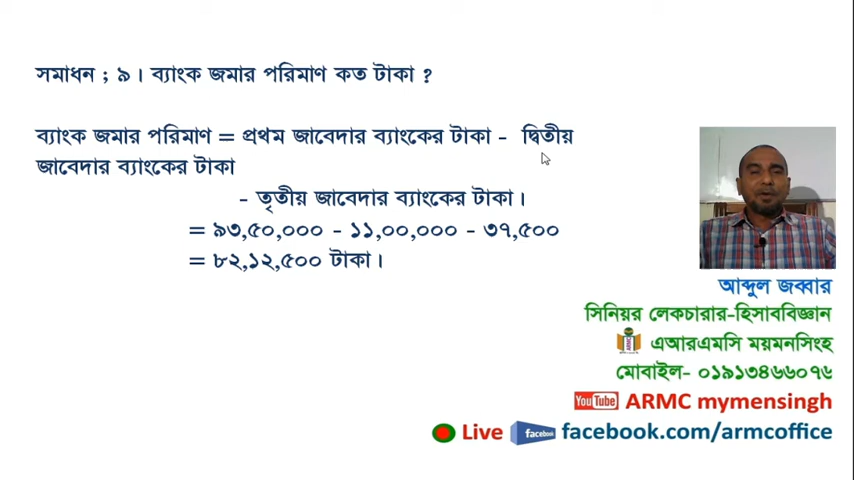 সমাধন ; ৯। ব্যাংক জমার পরিমাণ কত টাকা ?
ব্যাংক জমার পরিমাণ = প্রথম জাবেদার ব্যাংকের টাকা - দ্বিতীয়
জাবেদার ব্যাংকের টাকা
- তৃতীয় জাবেদার ব্যাংকের টাকা।
= ৯৩,৫০,০০০ - ১১,০০,০০০ - ৩৭,৫০০
= ৮২,১২,৫০০ টাকা।
আব্দুল জব্বার
সিনিয়র লেকচারার-হিসাববিজ্ঞান
এআরএমসি ময়মনসিংহ
মোবাইল- ০১৯১৩৪৬৬০৭৬
YouTube ARMC mymensingh
Live facebook facebook.com/armcoffice